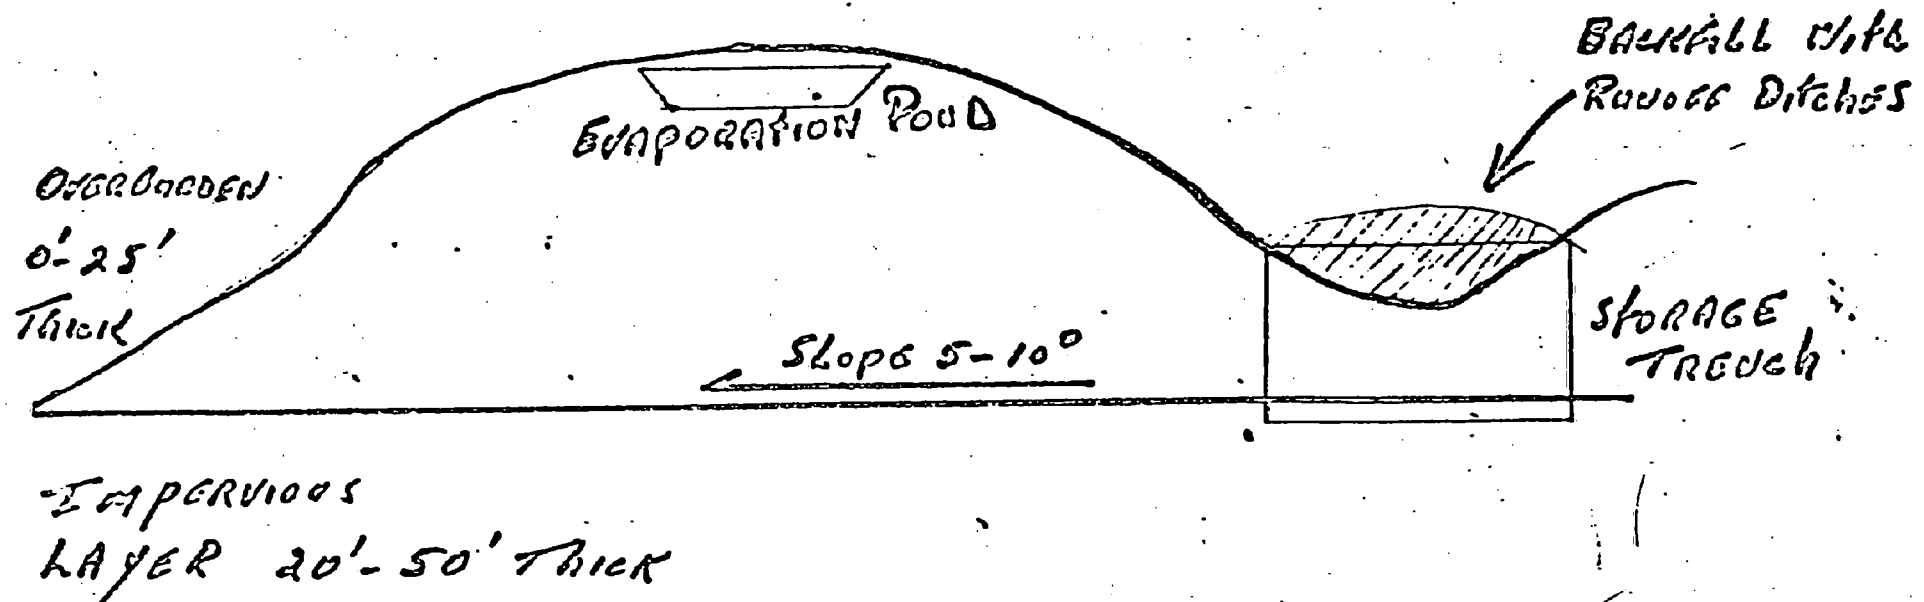 BACKFILL With
RUNOFF DitchES
EVAPORATION POND
OVERBURDEN
0'-25'
Thick
SLOPE 5-10°
StORAGE
TRENCH
IMPERVIOUS
LAYER 20'-50' Thick